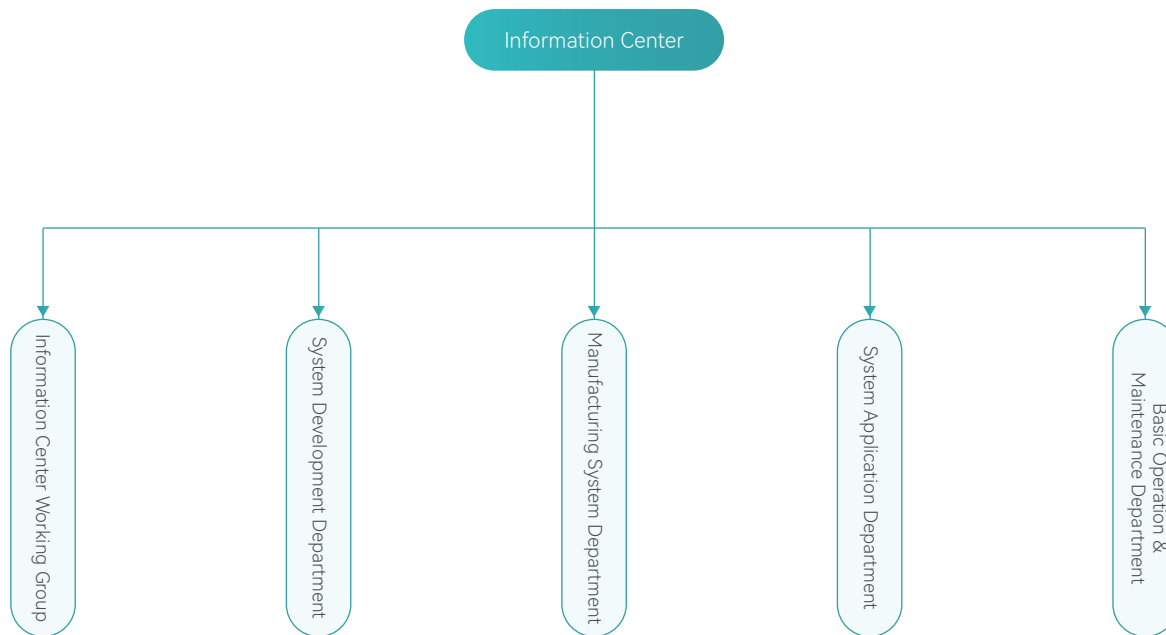 Information Center
Information Center Working Group
System Development Department
Manufacturing System Department
System Application Department
Basic Operation &
Maintenance Department